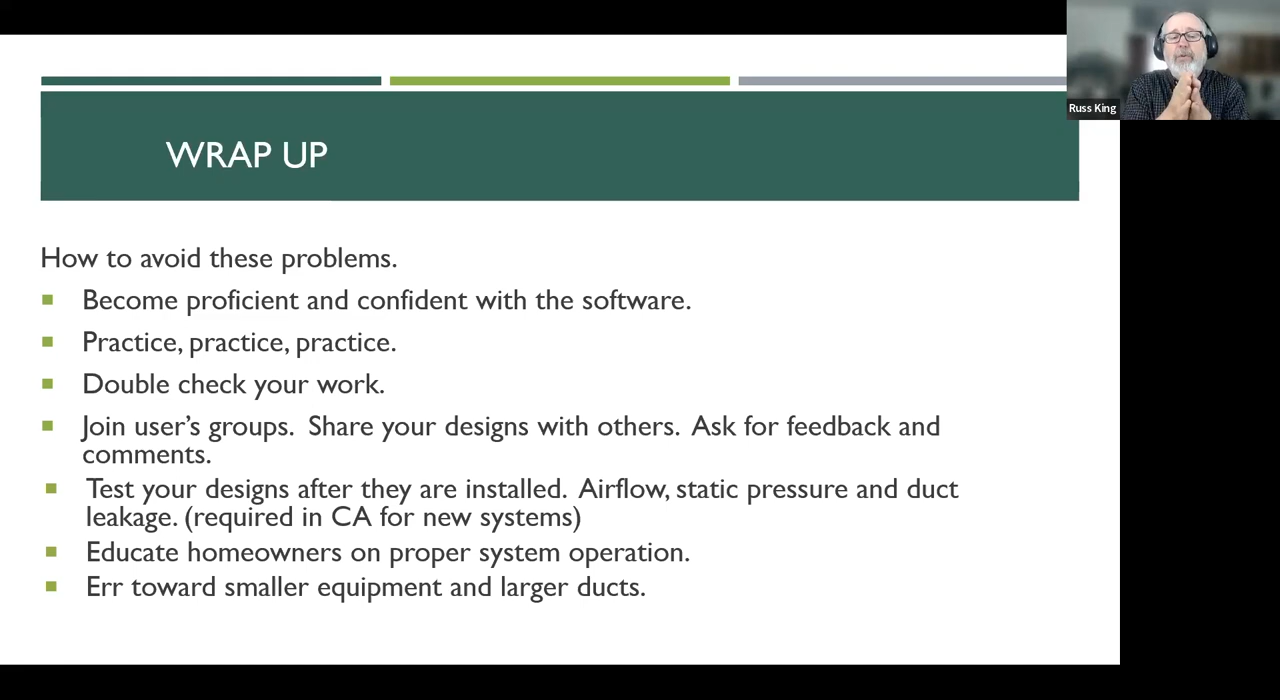 Russ King
WRAP UP
How to avoid these problems.
Become proficient and confident with the software.
Practice, practice, practice.
Double check your work.
Join user’s groups.  Share your designs with others.  Ask for feedback and
comments.
Test your designs after they are installed.  Airflow, static pressure and duct
leakage. (required in CA for new systems)
Educate homeowners on proper system operation.
Err toward smaller equipment and larger ducts.